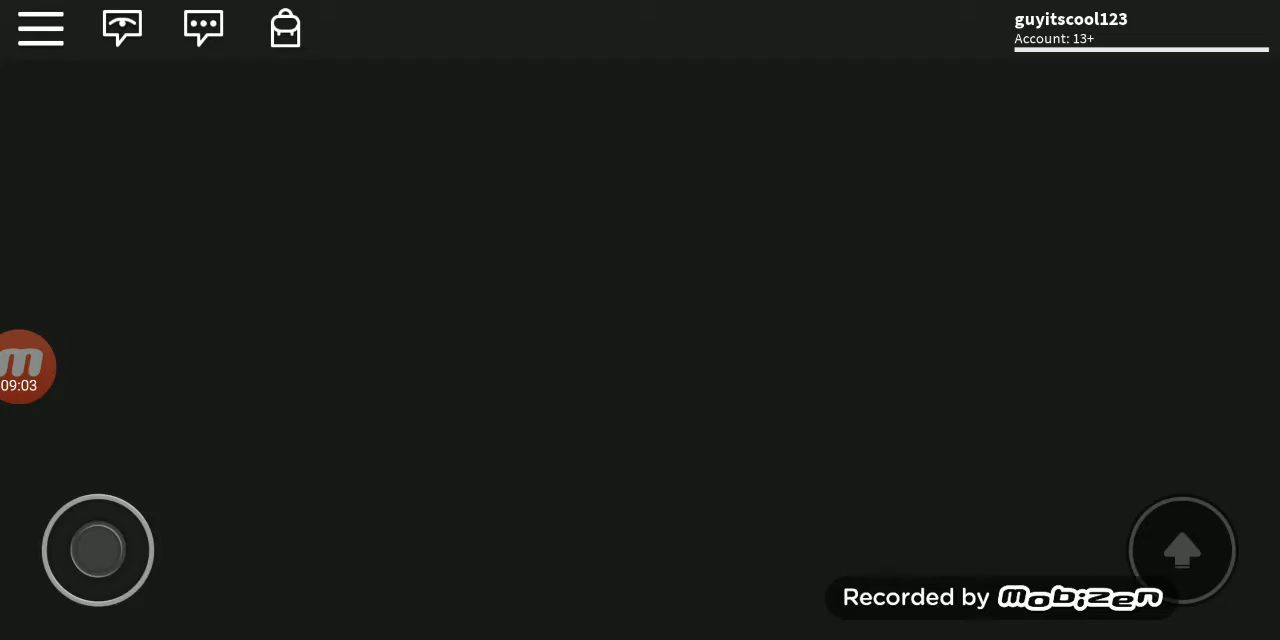 guyitscool123
Account: 13+
m
09:03
Recorded by mobizen